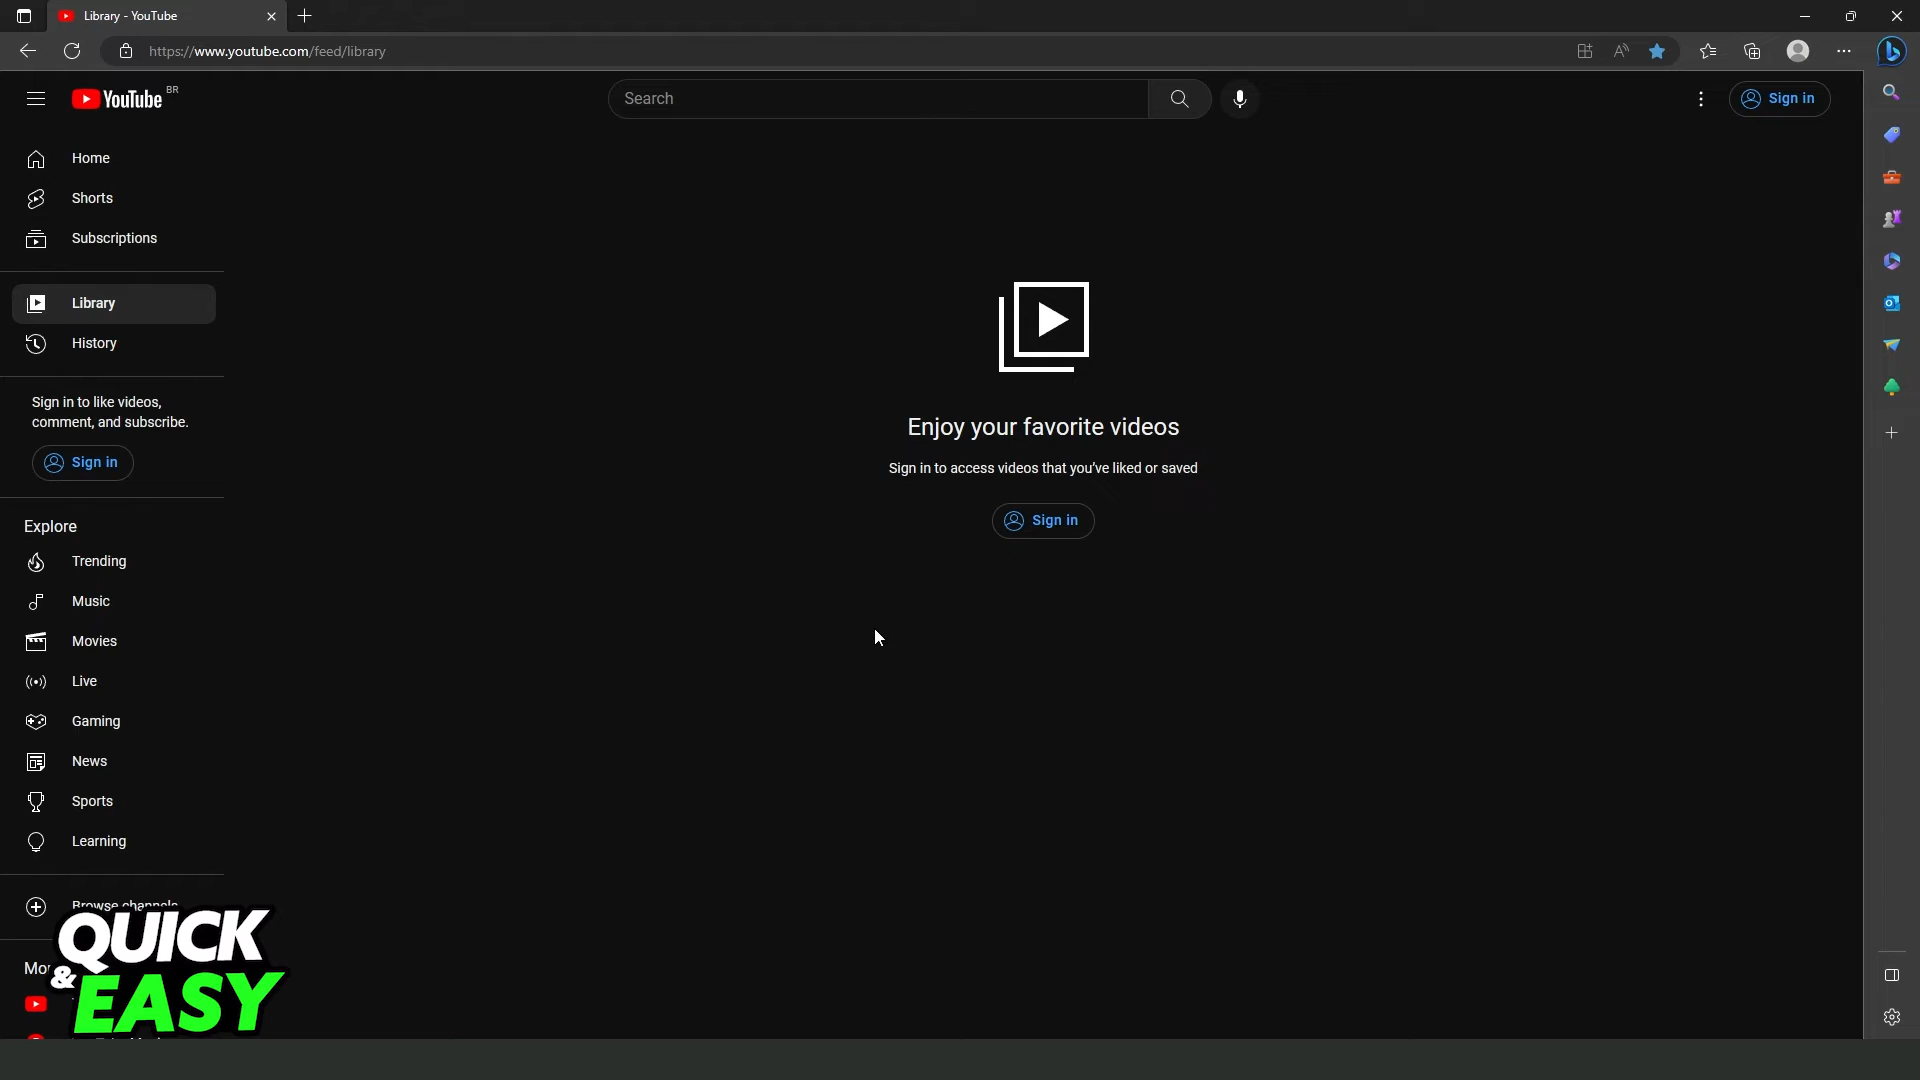 Library - YouTube
https://www.youtube.com/feed/library
YouTube BR
Search
Sign in
Home
Shorts
Subscriptions
Library
History
Sign in to like videos,
comment, and subscribe.
Sign in
Enjoy your favorite videos
Sign in to access videos that you've liked or saved
Sign in
Explore
Trending
Music
Movies
Live
Gaming
News
Sports
Learning
Browse channels
QUICK
& EASY